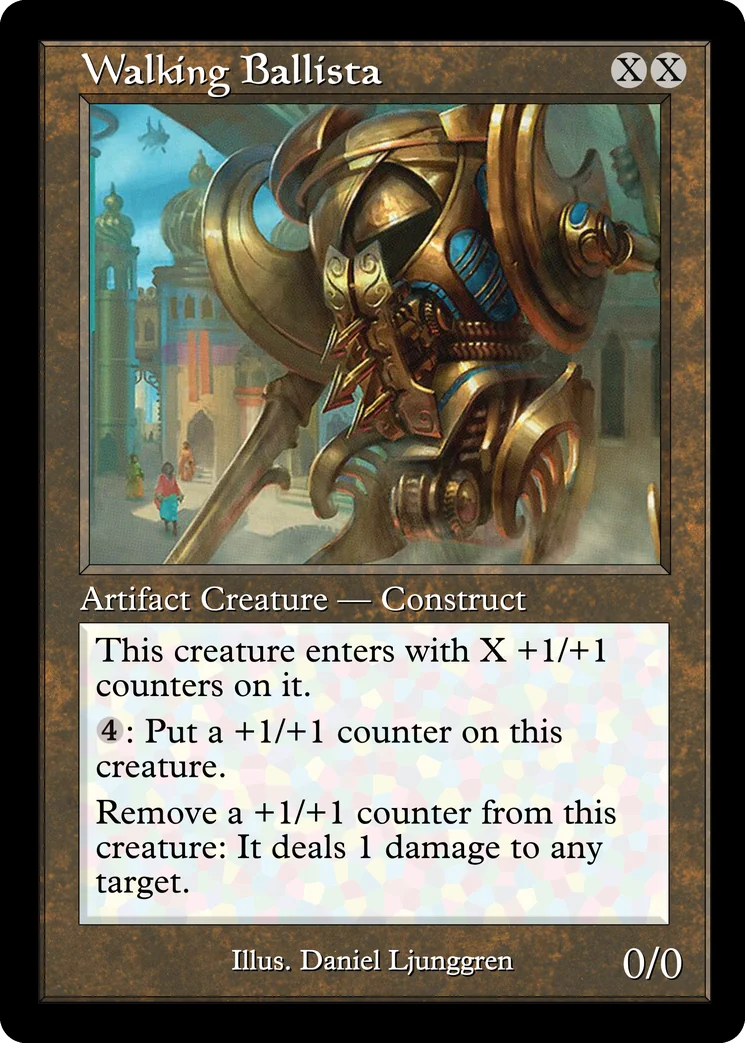 Walking Ballista XX
Artifact Creature — Construct
This creature enters with X +1/+1
counters on it.
4: Put a +1/+1 counter on this
creature.
Remove a +1/+1 counter from this
creature: It deals 1 damage to any
target.
Illus. Daniel Ljunggren
0/0